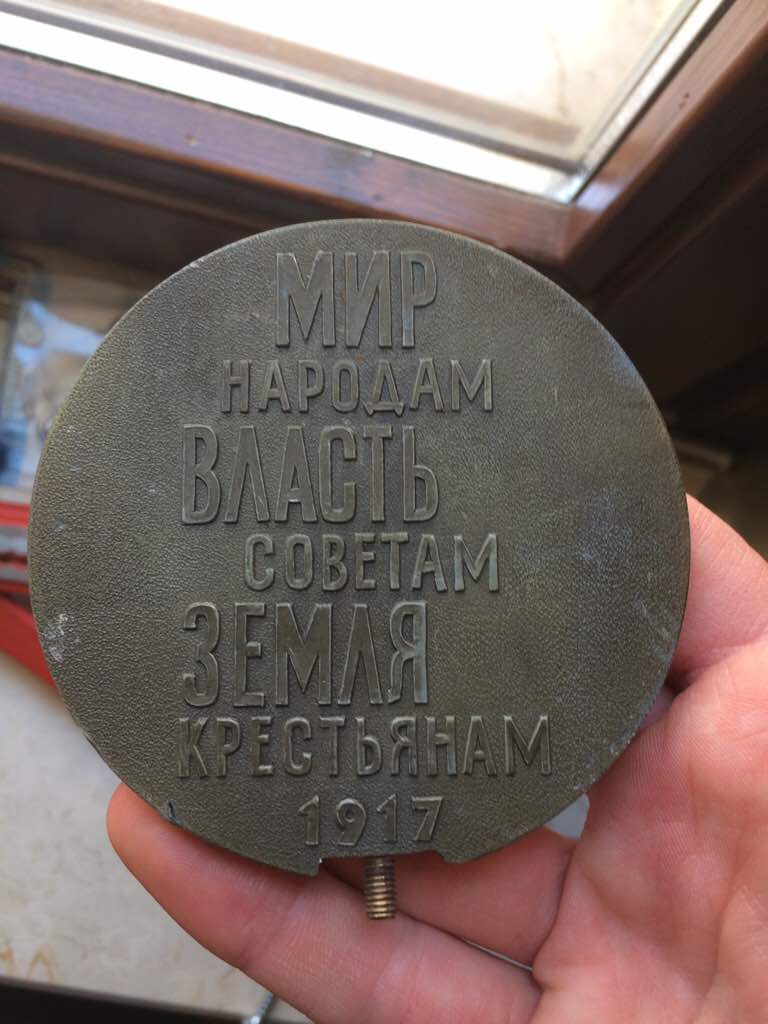 МИР
НАРОДАМ
ВЛАСТЬ
СОВЕТАМ
ЗЕМЛЯ
КРЕСТЬЯНАМ
1917